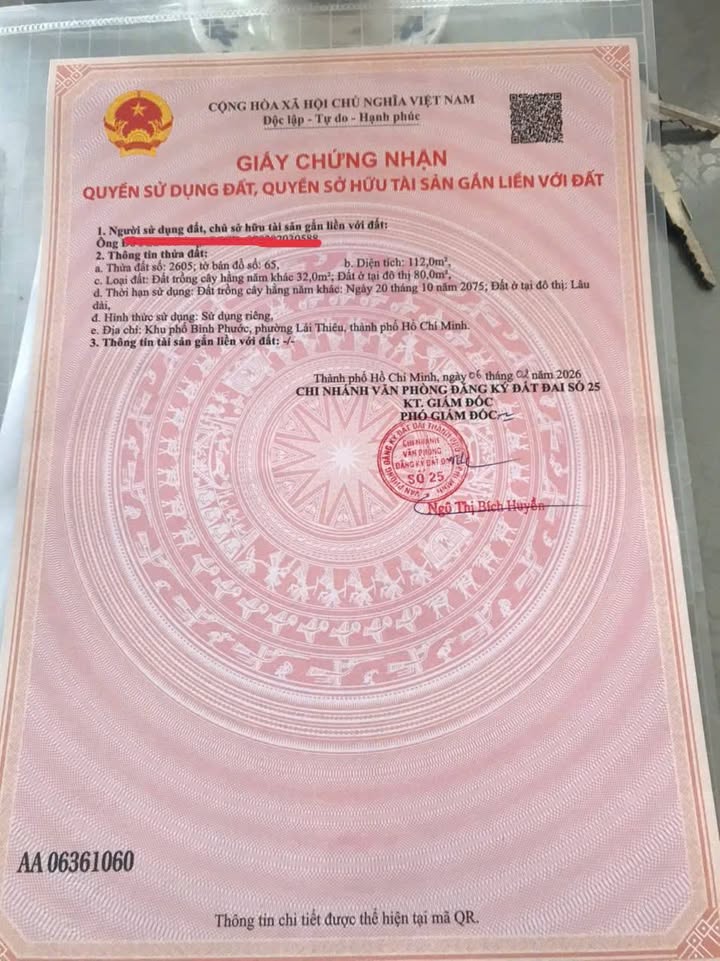 CỘNG HÒA XÃ HỘI CHỦ NGHĨA VIỆT NAM
Độc lập - Tự do - Hạnh phúc
GIẤY CHỨNG NHẬN
QUYỀN SỬ DỤNG ĐẤT, QUYỀN SỞ HỮU TÀI SẢN GẮN LIỀN VỚI ĐẤT
1. Người sử dụng đất, chủ sở hữu tài sản gắn liền với đất:
Ông
2. Thông tin thửa đất:
a. Thửa đất số: 2605; tờ bản đồ số: 65, b. Diện tích: 112,0m²,
c. Loại đất: Đất trồng cây hằng năm khác 32,0m²; Đất ở tại đô thị 80,0m²,
d. Thời hạn sử dụng: Đất trồng cây hằng năm khác: Ngày 20 tháng 10 năm 2075; Đất ở tại đô thị: Lâu
dài,
đ. Hình thức sử dụng: Sử dụng riêng,
e. Địa chỉ: Khu phố Bình Phước, phường Lái Thiêu, thành phố Hồ Chí Minh.
3. Thông tin tài sản gắn liền với đất: -/-
Thành phố Hồ Chí Minh, ngày 06 tháng 02 năm 2026
CHI NHÁNH VĂN PHÒNG ĐĂNG KÝ ĐẤT ĐAI SỐ 25
KT. GIÁM ĐỐC
PHÓ GIÁM ĐỐC
CHI NHÁNH
VĂN PHÒNG
ĐĂNG KÝ ĐẤT
SỐ 25
Ngô Thị Bích Huyền
AA 06361060
Thông tin chi tiết được thể hiện tại mã QR.